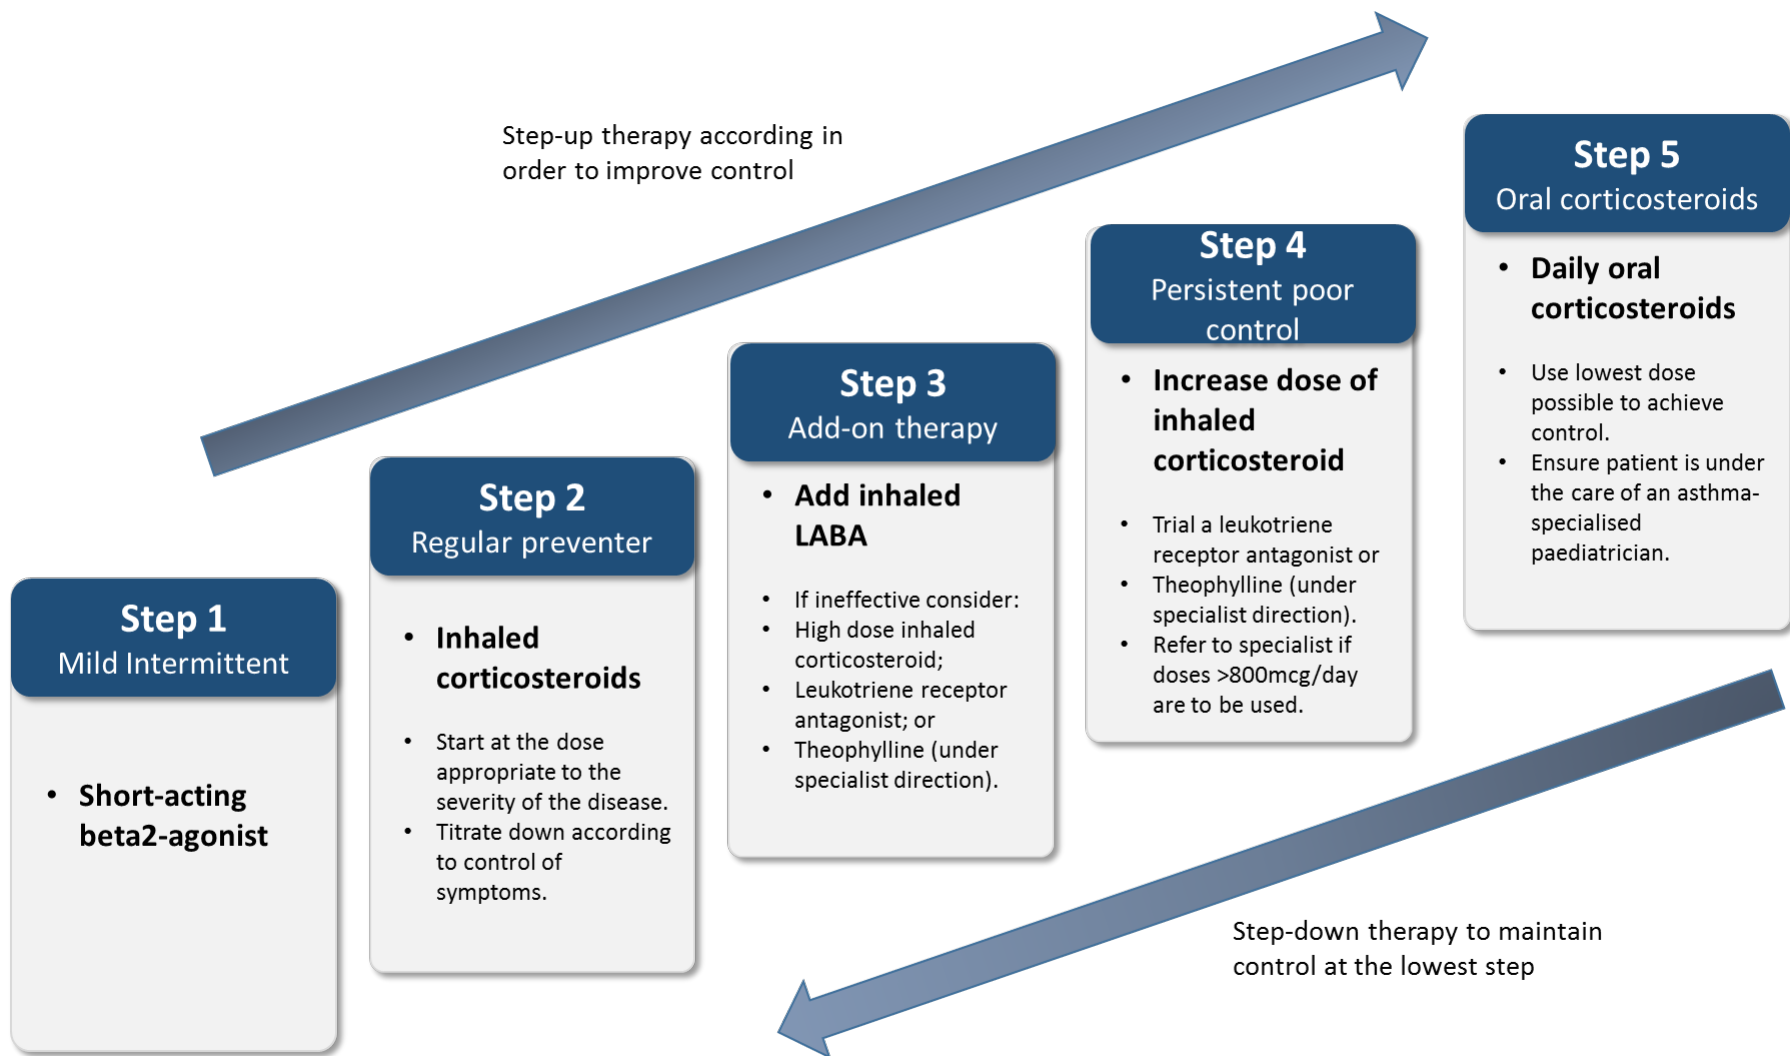 Step-up therapy according in
order to improve control
Step 1
Mild Intermittent
• Short-acting
beta2-agonist
Step 2
Regular preventer
• Inhaled
corticosteroids
• Start at the dose
appropriate to the
severity of the disease.
• Titrate down according
to control of
symptoms.
Step 3
Add-on therapy
• Add inhaled
LABA
• If ineffective consider:
• High dose inhaled
corticosteroid;
• Leukotriene receptor
antagonist; or
• Theophylline (under
specialist direction).
Step 4
Persistent poor
control
• Increase dose of
inhaled
corticosteroid
• Trial a leukotriene
receptor antagonist or
• Theophylline (under
specialist direction).
• Refer to specialist if
doses >800mcg/day
are to be used.
Step 5
Oral corticosteroids
• Daily oral
corticosteroids
• Use lowest dose
possible to achieve
control.
• Ensure patient is under
the care of an asthma-
specialised
paediatrician.
Step-down therapy to maintain
control at the lowest step